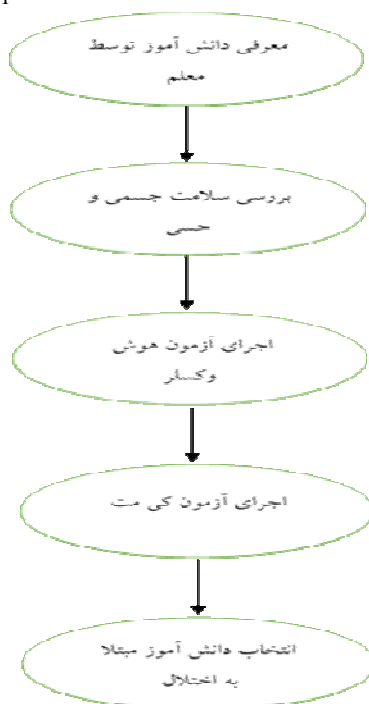 معرفی دانش آموز توسط
معلم
بررسی سلامت جسمی و
حسی
اجرای آزمون هوش
وکسلر
اجرای آزمون کی مت
انتخاب دانش آموز مبتلا
به اختلال